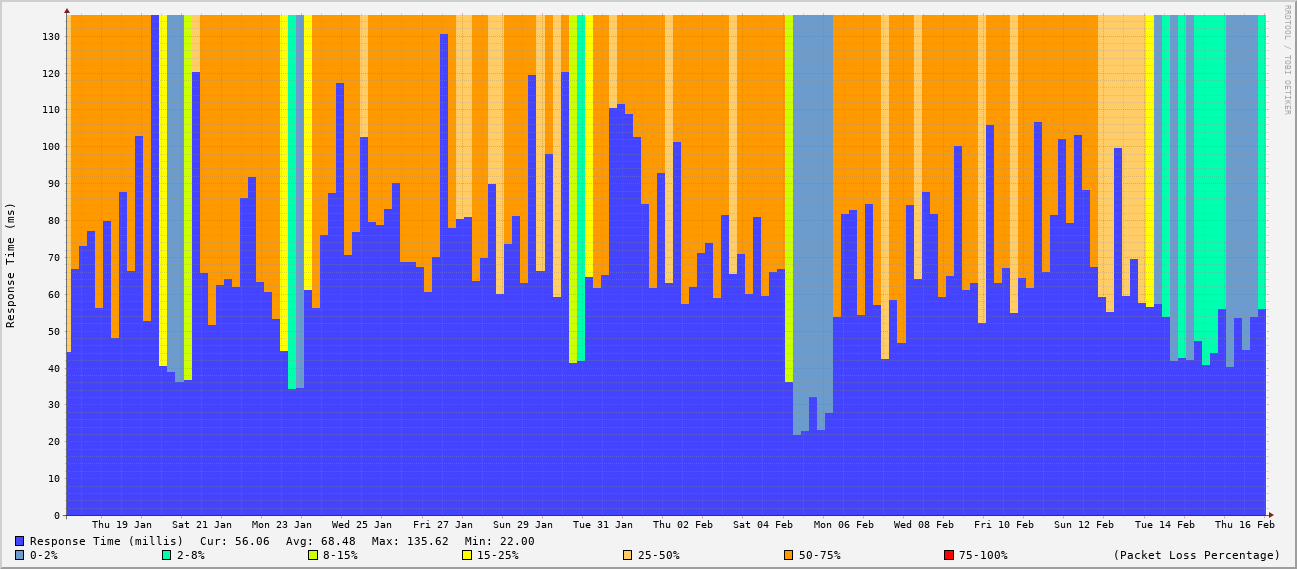 RRDTOOL / TOBI OETIKER
Response Time (ms)
130
120
110
100
90
80
70
60
50
40
30
20
10
0
Thu 19 Jan Sat 21 Jan Mon 23 Jan Wed 25 Jan Fri 27 Jan Sun 29 Jan Tue 31 Jan Thu 02 Feb Sat 04 Feb Mon 06 Feb Wed 08 Feb Fri 10 Feb Sun 12 Feb Tue 14 Feb Thu 16 Feb
Response Time (millis) Cur: 56.06 Avg: 68.48 Max: 135.62 Min: 22.00
0-2% 2-8% 8-15% 15-25% 25-50% 50-75% 75-100% (Packet Loss Percentage)